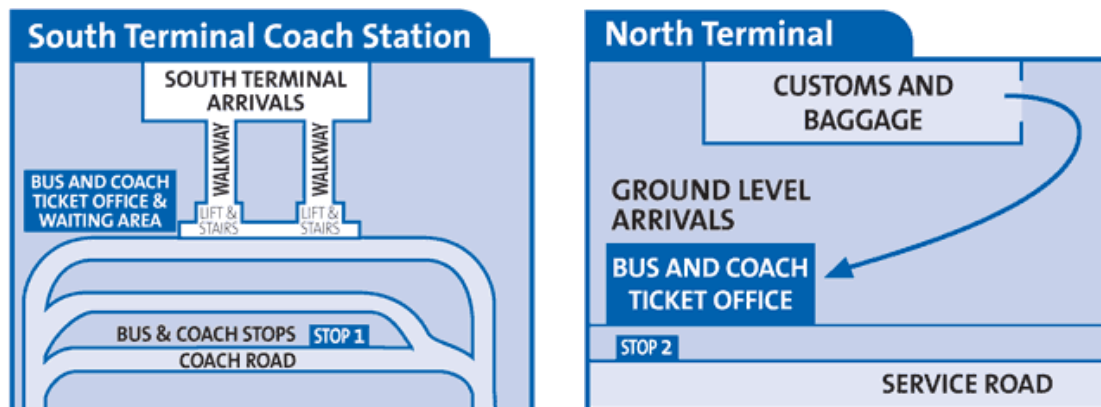 South Terminal Coach Station
SOUTH TERMINAL
ARRIVALS
WALKWAY
WALKWAY
BUS AND COACH
TICKET OFFICE &
WAITING AREA
LIFT &
STAIRS
LIFT &
STAIRS
BUS & COACH STOPS
STOP 1
COACH ROAD
North Terminal
CUSTOMS AND
BAGGAGE
GROUND LEVEL
ARRIVALS
BUS AND COACH
TICKET OFFICE
STOP 2
SERVICE ROAD